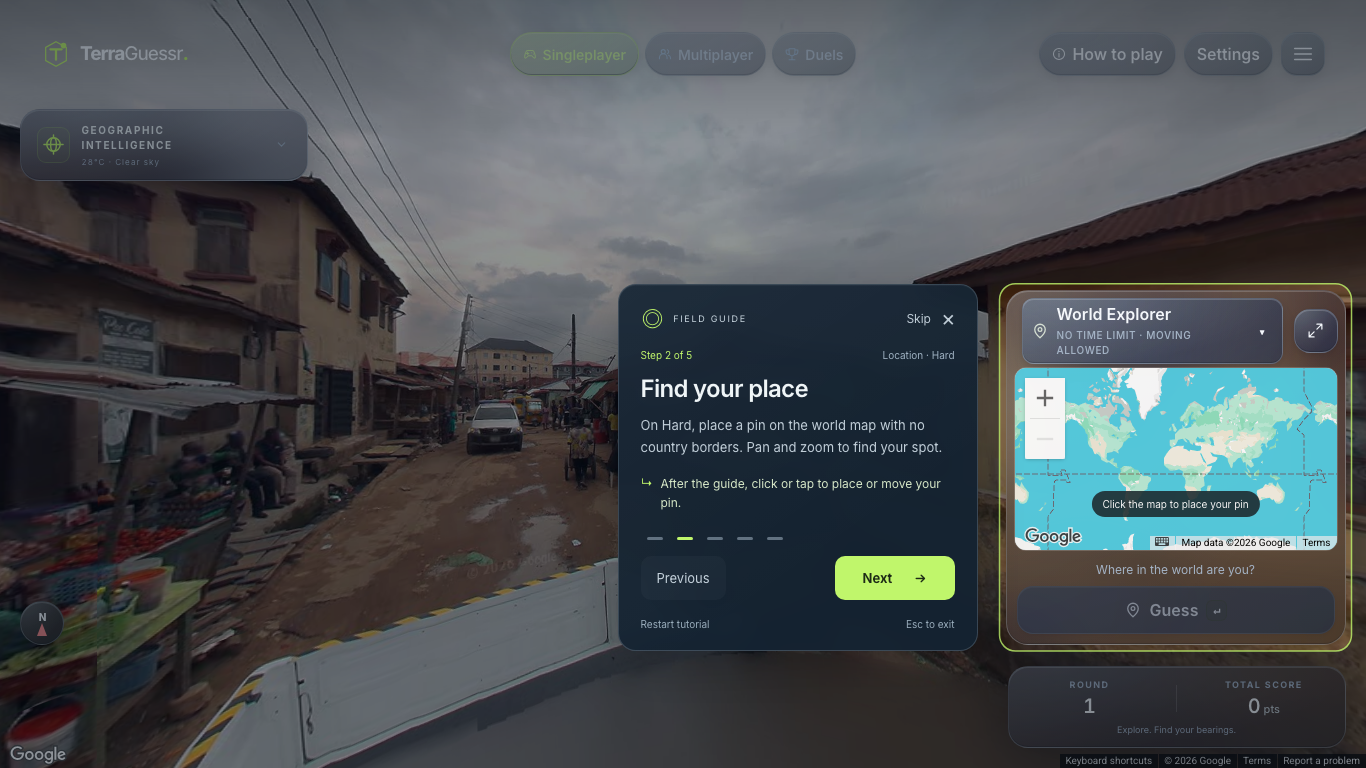 TerraGuessr.
Singleplayer
Multiplayer
Duels
How to play
Settings
GEOGRAPHIC
INTELLIGENCE
28°C · Clear sky
FIELD GUIDE
Skip
Step 2 of 5
Location · Hard
Find your place
On Hard, place a pin on the world map with no
country borders. Pan and zoom to find your spot.
After the guide, click or tap to place or move your
pin.
Previous
Next
Restart tutorial
Esc to exit
World Explorer
NO TIME LIMIT · MOVING
ALLOWED
Click the map to place your pin
Google
Map data ©2026 Google
Terms
Where in the world are you?
Guess
ROUND
1
TOTAL SCORE
0 pts
Explore. Find your bearings.
N
Google
Keyboard shortcuts
© 2026 Google
Terms
Report a problem